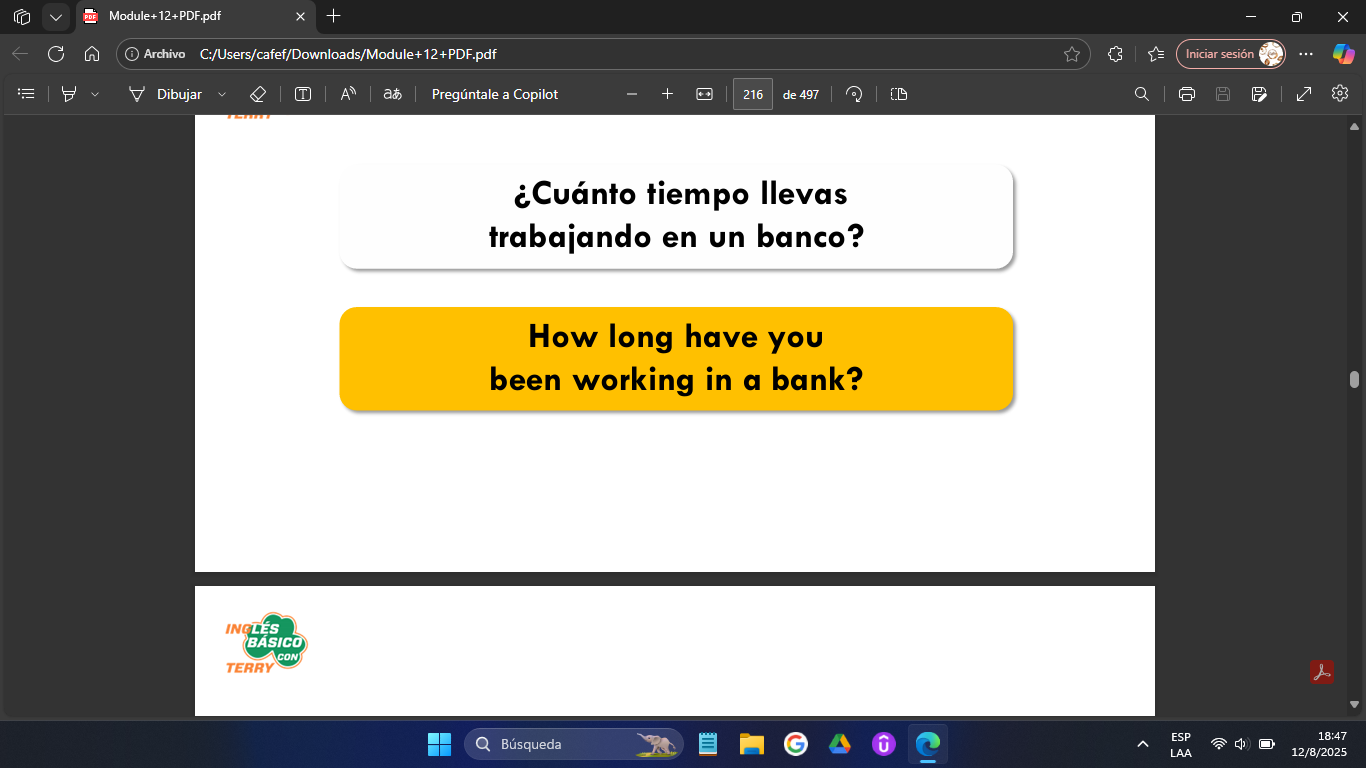 Module+12+PDF.pdf
Archivo C:/Users/cafef/Downloads/Module+12+PDF.pdf Iniciar sesión
Dibujar Pregúntale a Copilot 216 de 497
TERRY
¿Cuánto tiempo llevas
trabajando en un banco?
How long have you
been working in a bank?
INGLÉS
BÁSICO
CON
TERRY
Búsqueda
ESP
LAA
18:47
12/8/2025